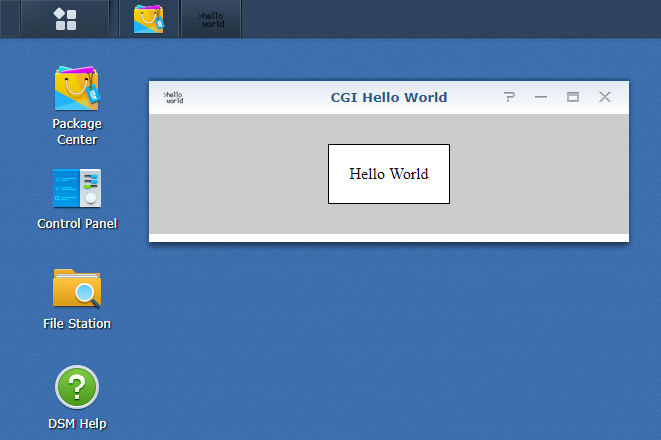 >hello
world
Package
Center
Control Panel
File Station
DSM Help
>hello
world
CGI Hello World
Hello World